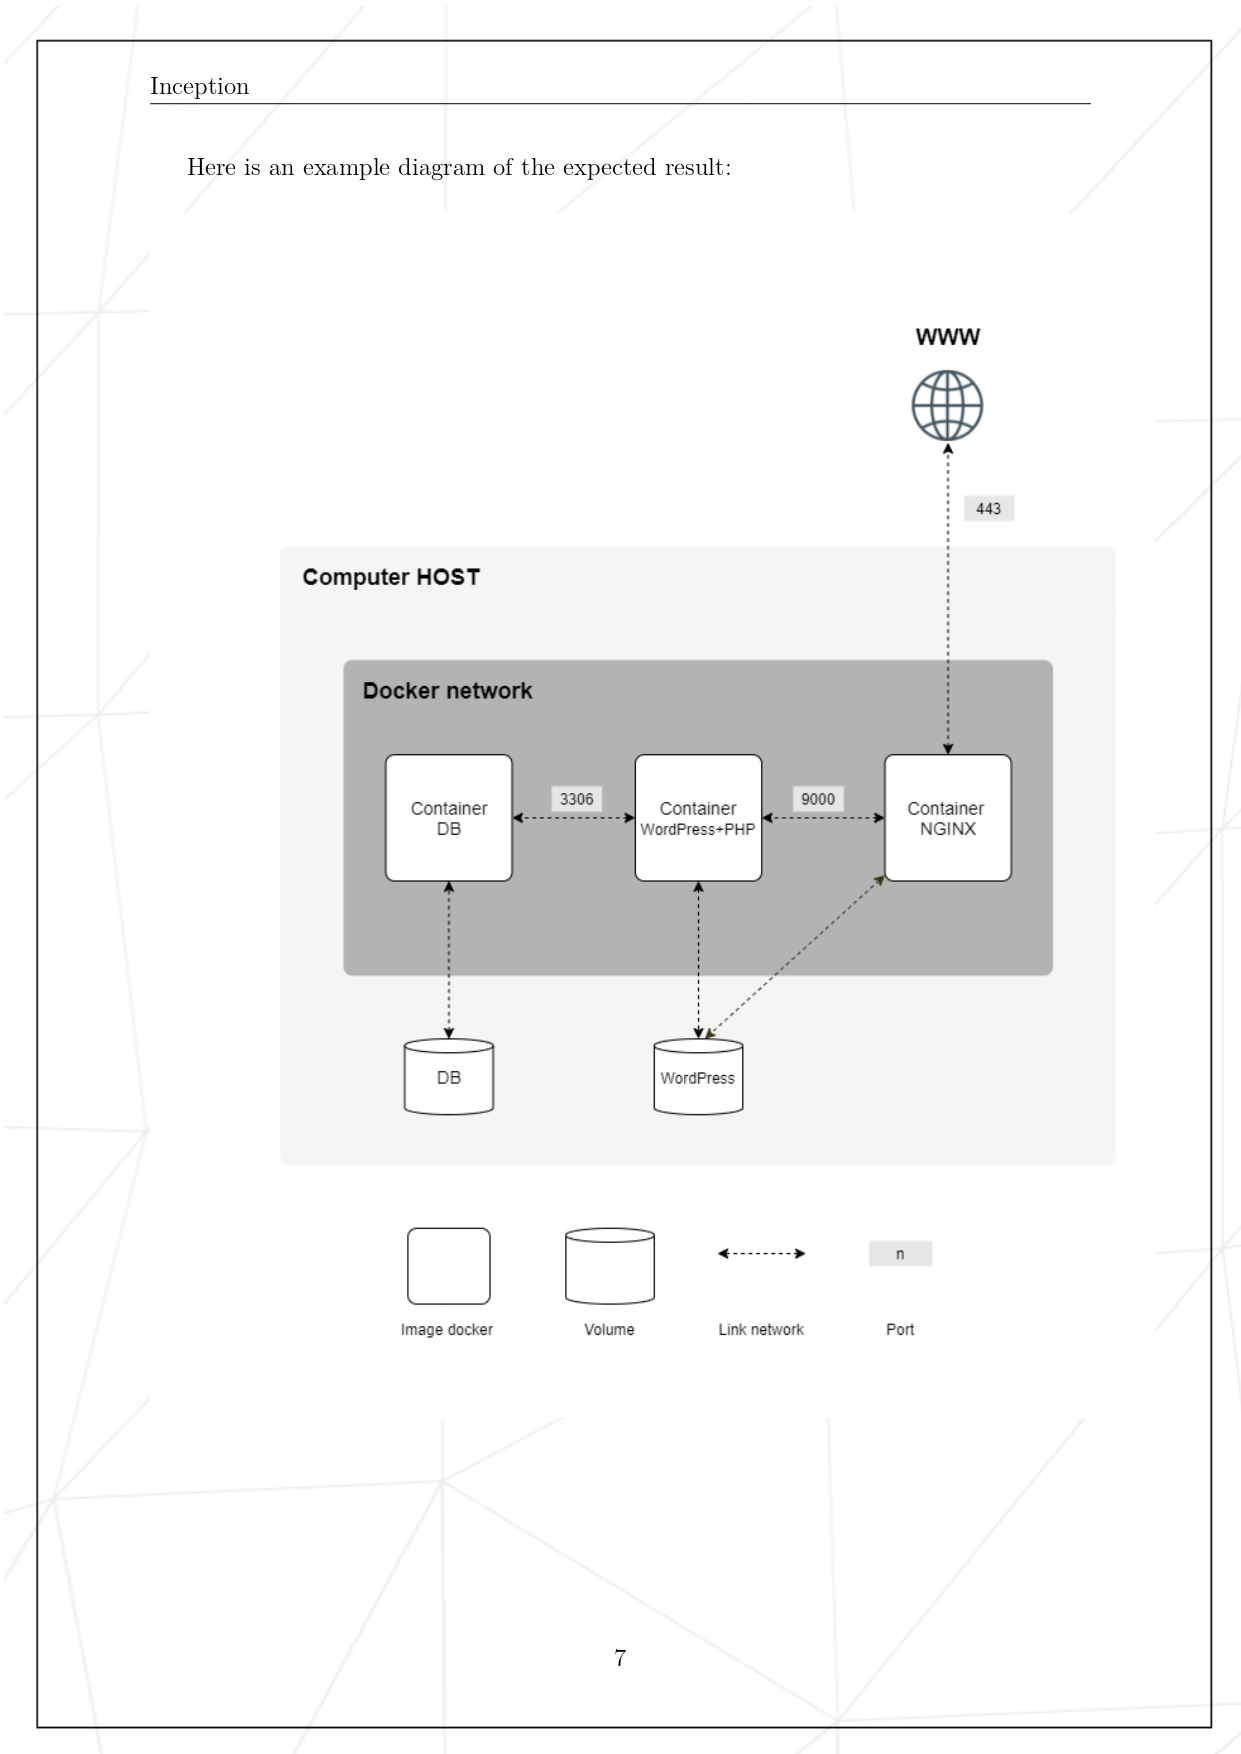 Inception
Here is an example diagram of the expected result:
WWW
443
Computer HOST
Docker network
Container
DB
3306
Container
WordPress+PHP
9000
Container
NGINX
DB
WordPress
n
Image docker
Volume
Link network
Port
7